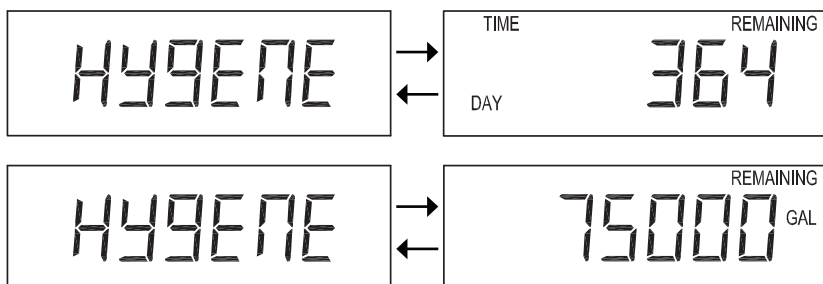 TIME REMAINING
HYGENE 364
DAY
REMAINING
HYGENE 75000 GAL